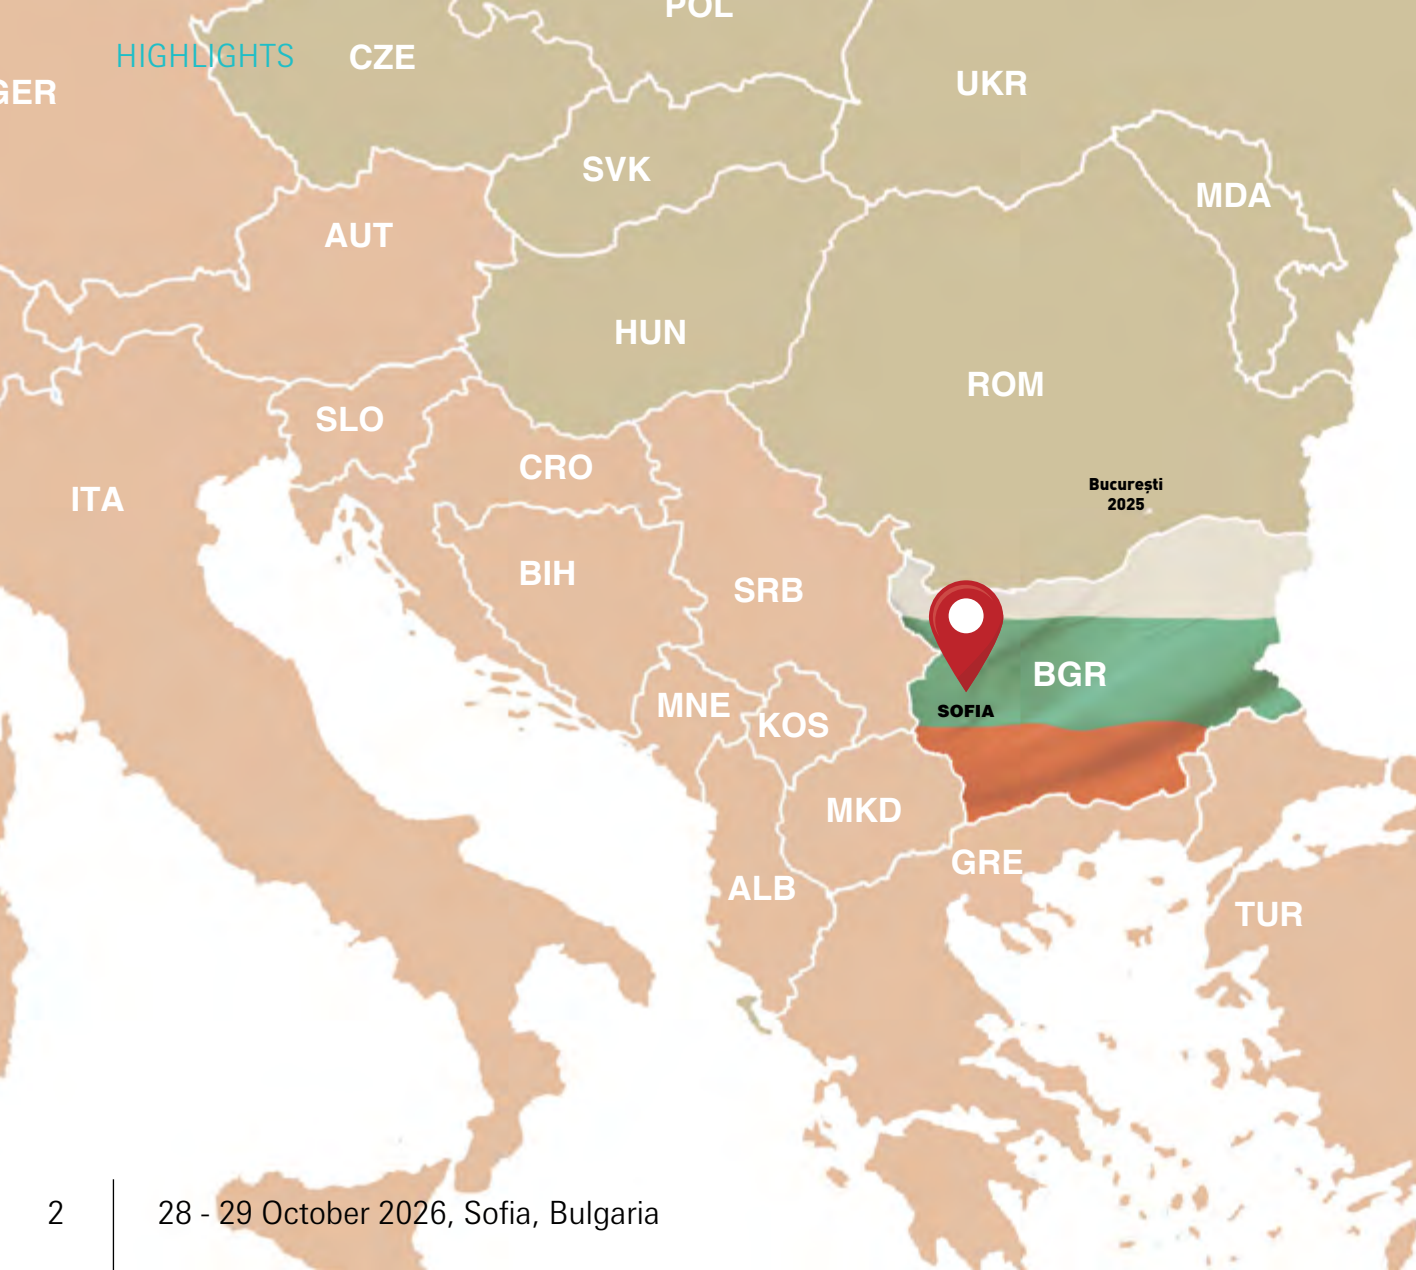 POL
HIGHLIGHTS
CZE
UKR
GER
SVK
MDA
AUT
HUN
ROM
SLO
CRO
ITA
București
2025
BIH
SRB
BGR
MNE
SOFIA
KOS
MKD
GRE
ALB
TUR
2
28 - 29 October 2026, Sofia, Bulgaria